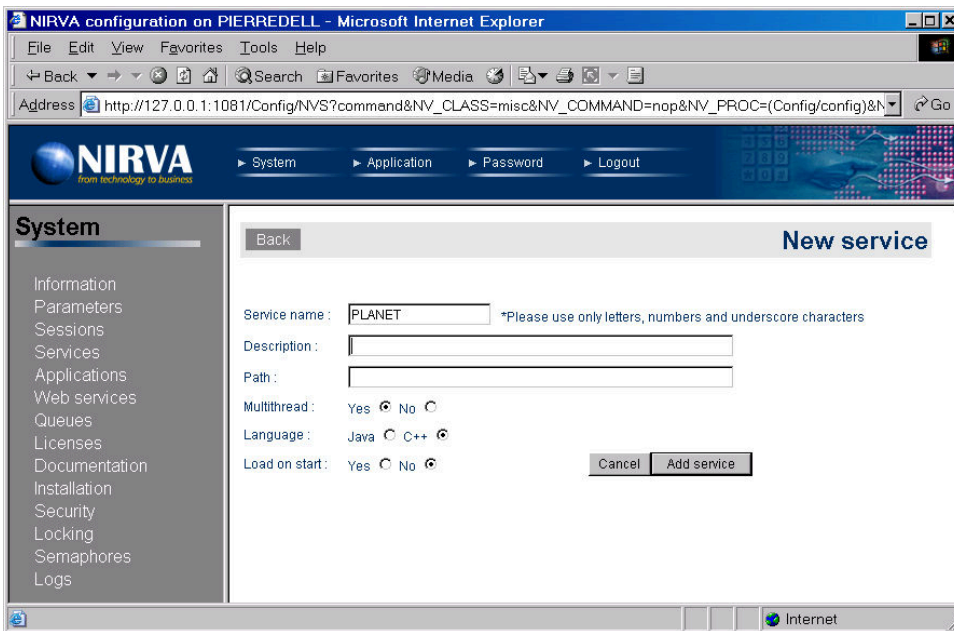 NIRVA configuration on PIERREDELL - Microsoft Internet Explorer
File Edit View Favorites Tools Help
Back Search Favorites Media
Address http://127.0.0.1:1081/Config/NVS?command&NV_CLASS=misc&NV_COMMAND=nop&NV_PROC=(Config/config)&N Go
NIRVA
from technology to business
System Application Password Logout
System
Information
Parameters
Sessions
Services
Applications
Web services
Queues
Licenses
Documentation
Installation
Security
Locking
Semaphores
Logs
Back New service
Service name : PLANET *Please use only letters, numbers and underscore characters
Description :
Path :
Multithread : Yes No
Language : Java C++
Load on start : Yes No Cancel Add service
Internet